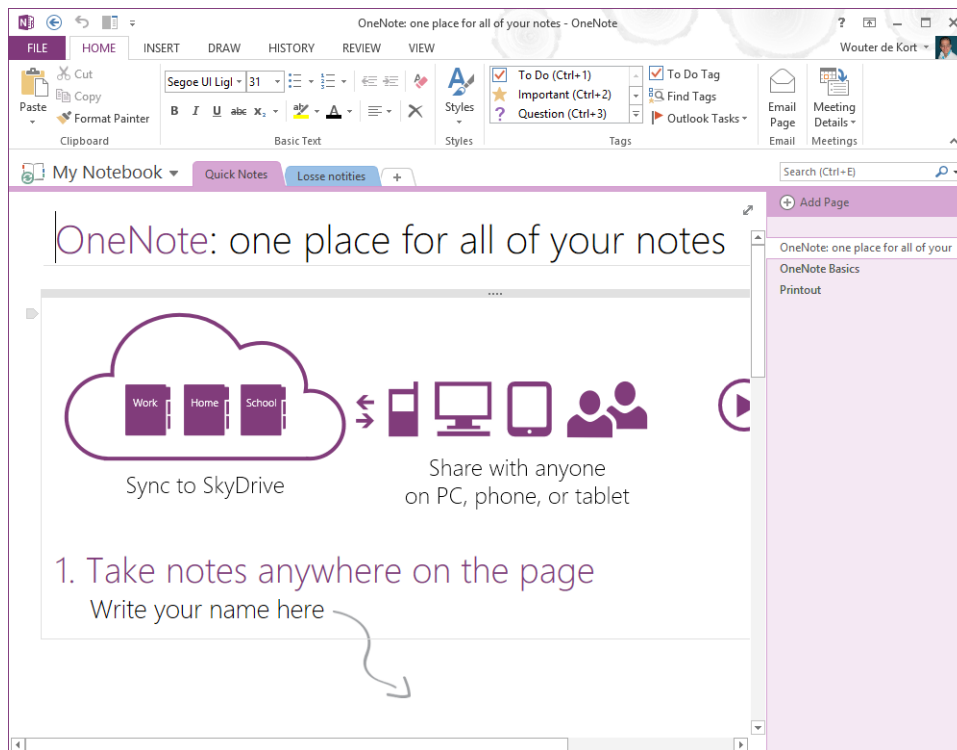 OneNote: one place for all of your notes - OneNote
FILE HOME INSERT DRAW HISTORY REVIEW VIEW Wouter de Kort
Cut
Copy
Format Painter
Paste
Clipboard
Segoe UI Ligl 31
B I U abc X₂ ab A
Basic Text
Styles
Styles
To Do (Ctrl+1)
Important (Ctrl+2)
Question (Ctrl+3)
To Do Tag
Find Tags
Outlook Tasks
Tags
Email
Page
Email
Meeting
Details
Meetings
My Notebook Quick Notes Losse notities + Search (Ctrl+E)
Add Page
OneNote: one place for all of your
OneNote Basics
Printout
OneNote: one place for all of your notes
Work Home School
Sync to SkyDrive
Share with anyone
on PC, phone, or tablet
1. Take notes anywhere on the page
Write your name here